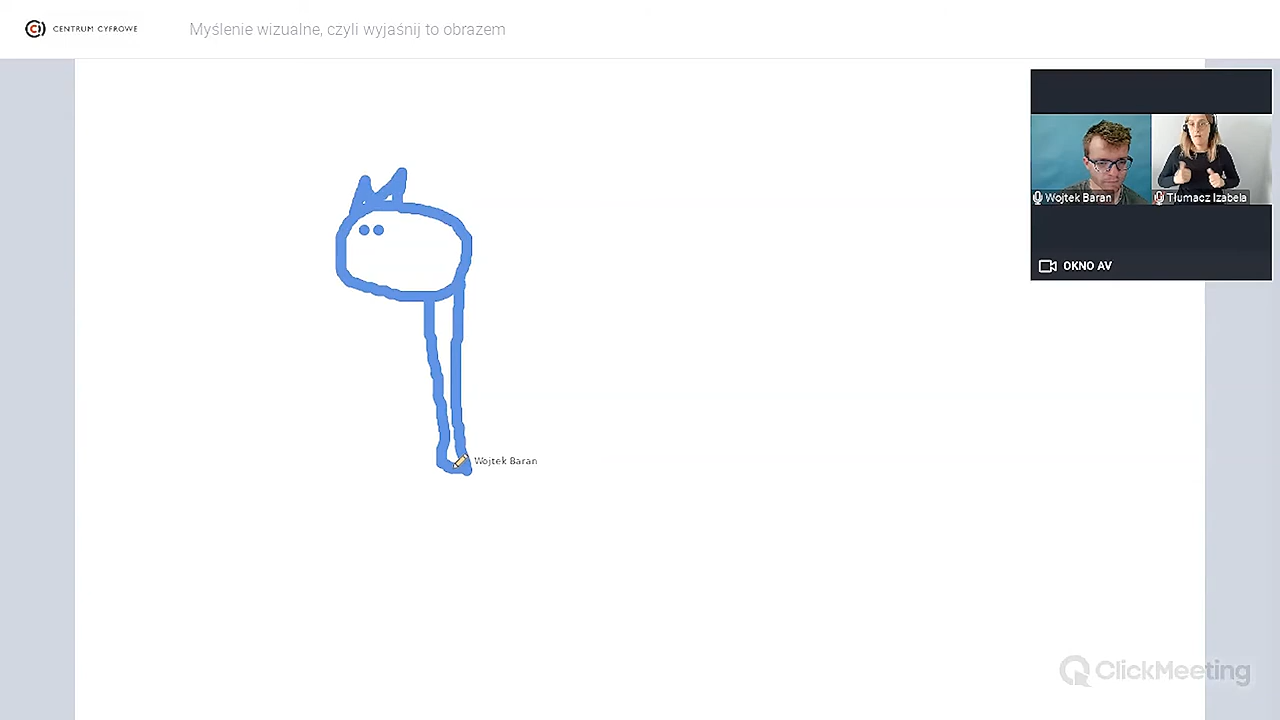 CENTRUM CYFROWE
Myślenie wizualne, czyli wyjaśnij to obrazem
Wojtek Baran
Tłumacz Izabela
OKNO AV
Wojtek Baran
ClickMeeting